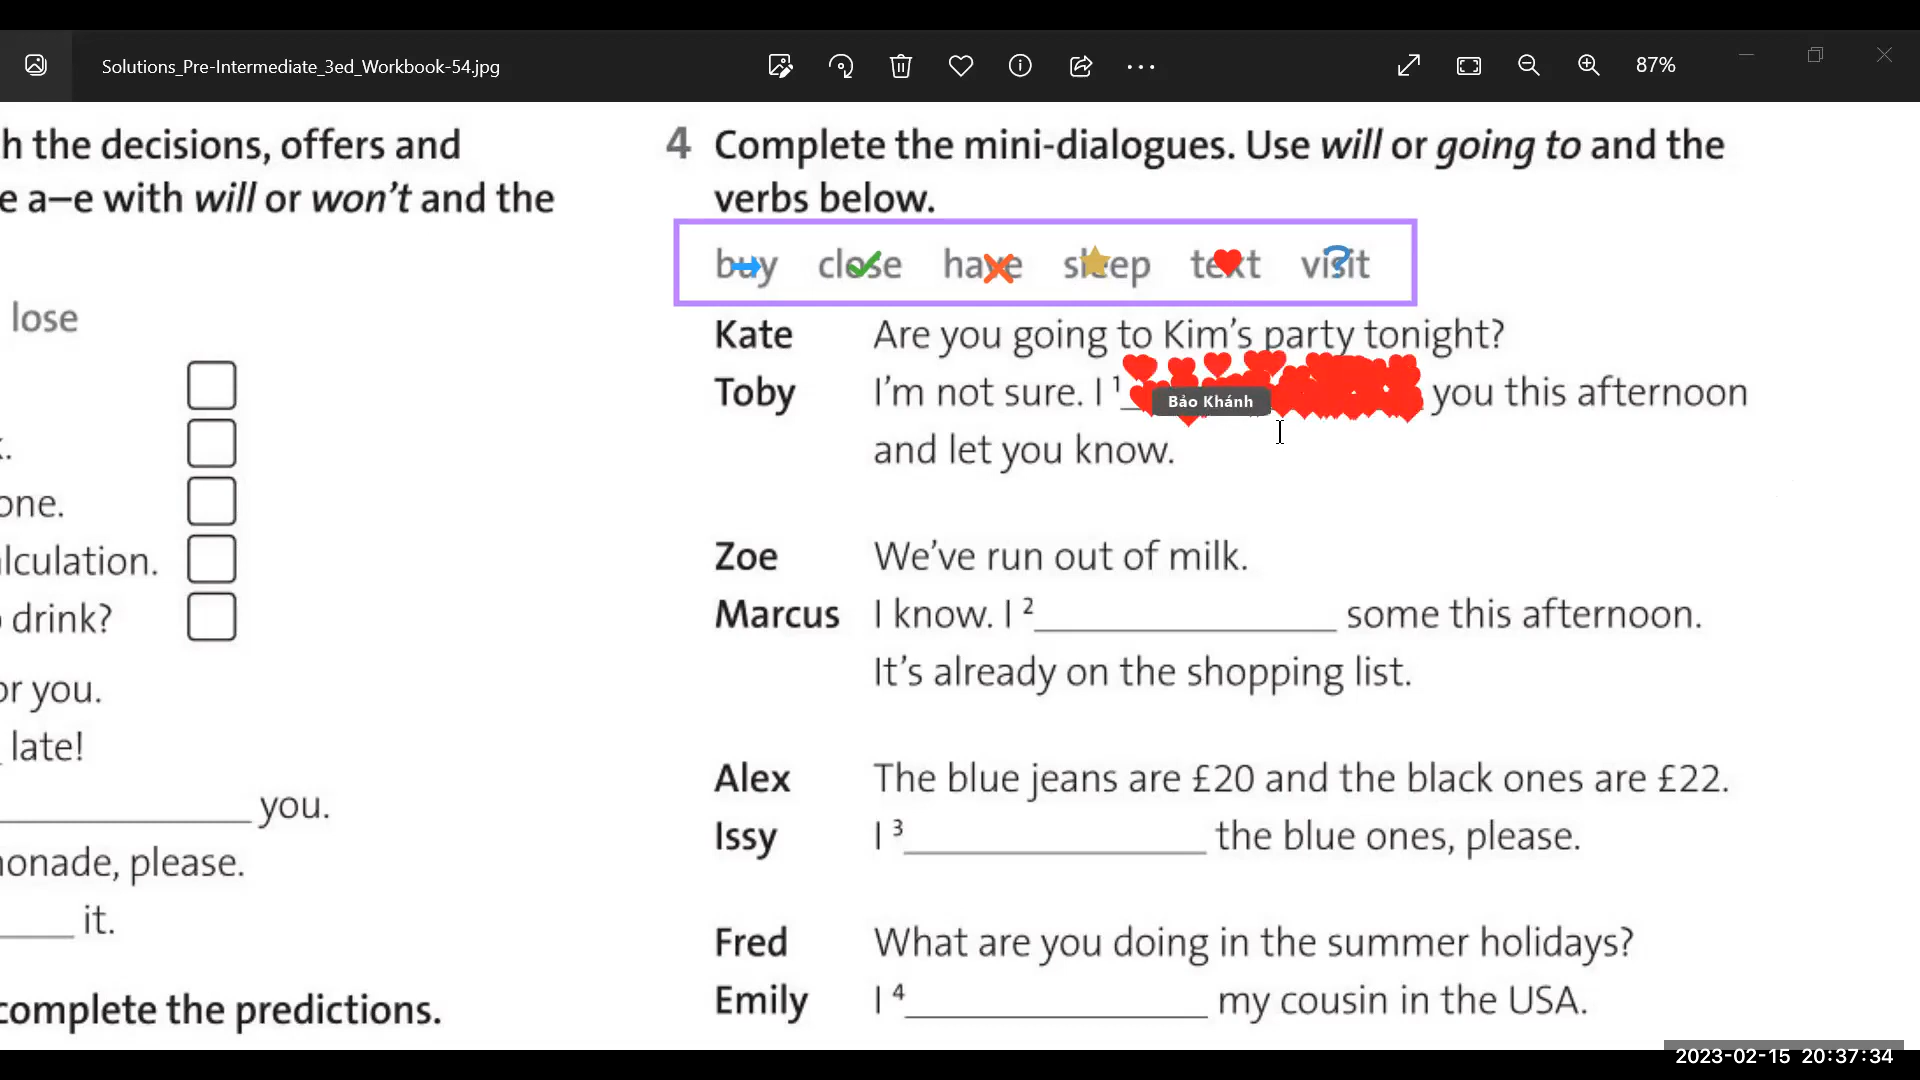 Solutions_Pre-Intermediate_3ed_Workbook-54.jpg
87%
h the decisions, offers and
e a–e with will or won't and the
lose
one.
lculation.
drink?
or you.
late!
you.
monade, please.
it.
complete the predictions.
4 Complete the mini-dialogues. Use will or going to and the
verbs below.
buy close have sleep text visit
Kate Are you going to Kim's party tonight?
Toby I'm not sure. I 1 Bảo Khánh you this afternoon
and let you know.
Zoe We've run out of milk.
Marcus I know. I 2______________ some this afternoon.
It's already on the shopping list.
Alex The blue jeans are £20 and the black ones are £22.
Issy I 3______________ the blue ones, please.
Fred What are you doing in the summer holidays?
Emily I 4______________ my cousin in the USA.
2023-02-15 20:37:34